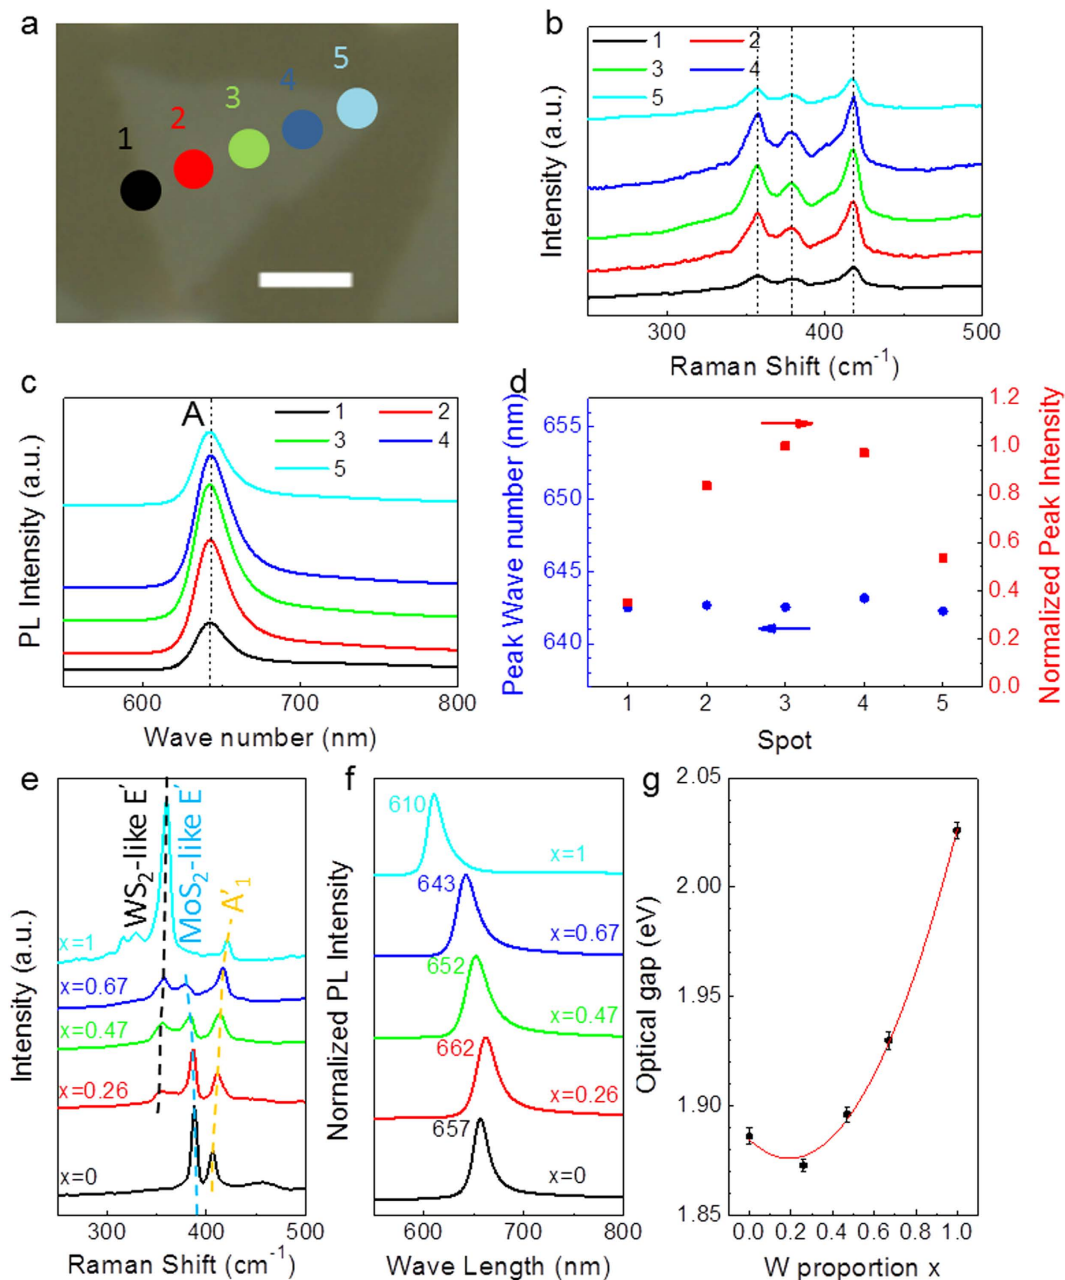 a
1
2
3
4
5
b
1
2
3
4
5
Intensity (a.u.)
300
400
500
Raman Shift (cm⁻¹)
c
A
1
2
3
4
5
PL Intensity (a.u.)
600
700
800
Wave number (nm)
d
Peak Wave number (nm)
655
650
645
640
1.2
1.0
0.8
0.6
0.4
0.2
0.0
Normalized Peak Intensity
1
2
3
4
5
Spot
e
WS₂-like E′
MoS₂-like E′
A′₁
x=1
x=0.67
x=0.47
x=0.26
x=0
Intensity (a.u.)
300
400
500
Raman Shift (cm⁻¹)
f
610
x=1
643
x=0.67
652
x=0.47
662
x=0.26
657
x=0
Normalized PL Intensity
600
700
800
Wave Length (nm)
g
2.05
2.00
1.95
1.90
1.85
Optical gap (eV)
0.0
0.2
0.4
0.6
0.8
1.0
W proportion x